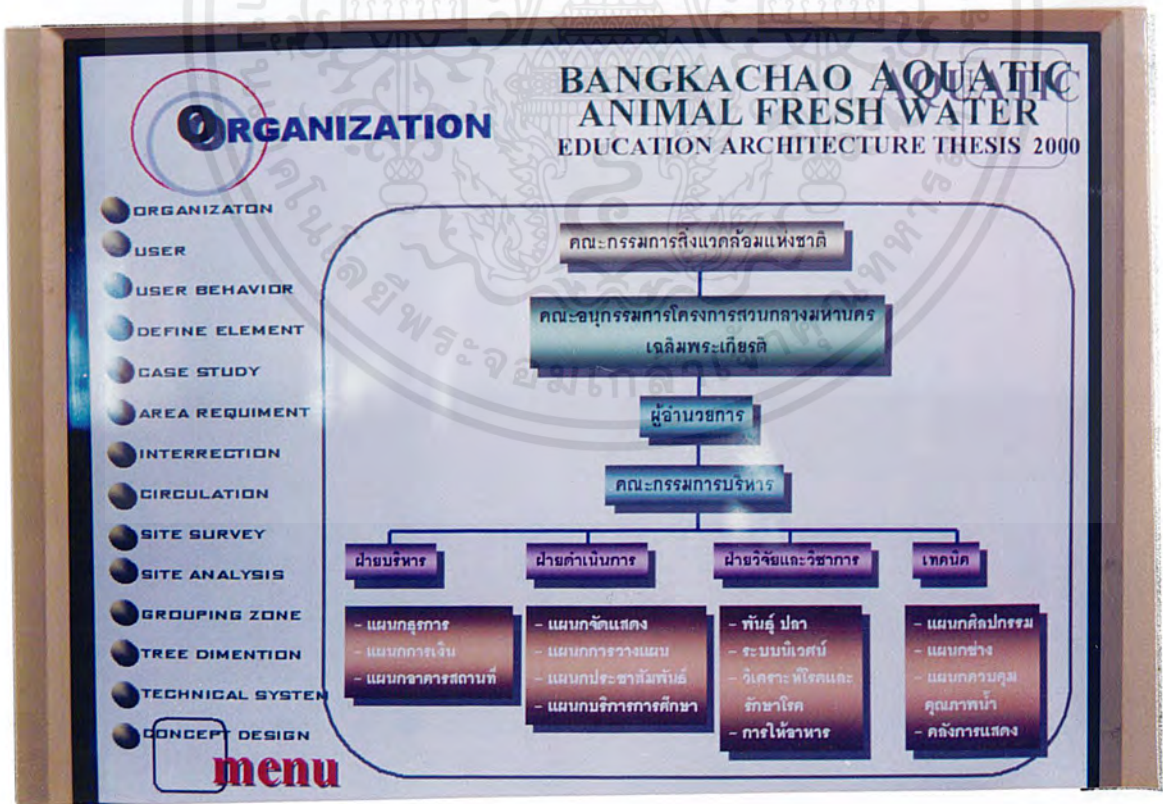 ORGANIZATION
BANGKACHAO AQUATIC
AQUATIC
ANIMAL FRESH WATER
EDUCATION ARCHITECTURE THESIS 2000
ORGANIZATON
USER
USER BEHAVIOR
DEFINE ELEMENT
CASE STUDY
AREA REQUIMENT
INTERRECTION
CIRCULATION
SITE SURVEY
SITE ANALYSIS
GROUPING ZONE
TREE DIMENTION
TECHNICAL SYSTEM
CONCEPT DESIGN
menu
คณะกรรมการสิ่งแวดล้อมแห่งชาติ
คณะอนุกรรมการโครงการสวนกลางมหานคร
เฉลิมพระเกียรติ
ผู้อำนวยการ
คณะกรรมการบริหาร
ฝ่ายบริหาร
- แผนกธุรการ
- แผนกการเงิน
- แผนกอาคารสถานที่
ฝ่ายดำเนินการ
- แผนกจัดแสดง
- แผนกการวางแผน
- แผนกประชาสัมพันธ์
- แผนกบริการการศึกษา
ฝ่ายวิจัยและวิชาการ
- พันธุ์ ปลา
- ระบบนิเวศน์
- วิเคราะห์โรคและ
รักษาโรค
- การให้อาหาร
เทคนิค
- แผนกศิลปกรรม
- แผนกช่าง
- แผนกควบคุม
คุณภาพน้ำ
- คลังการแสดง